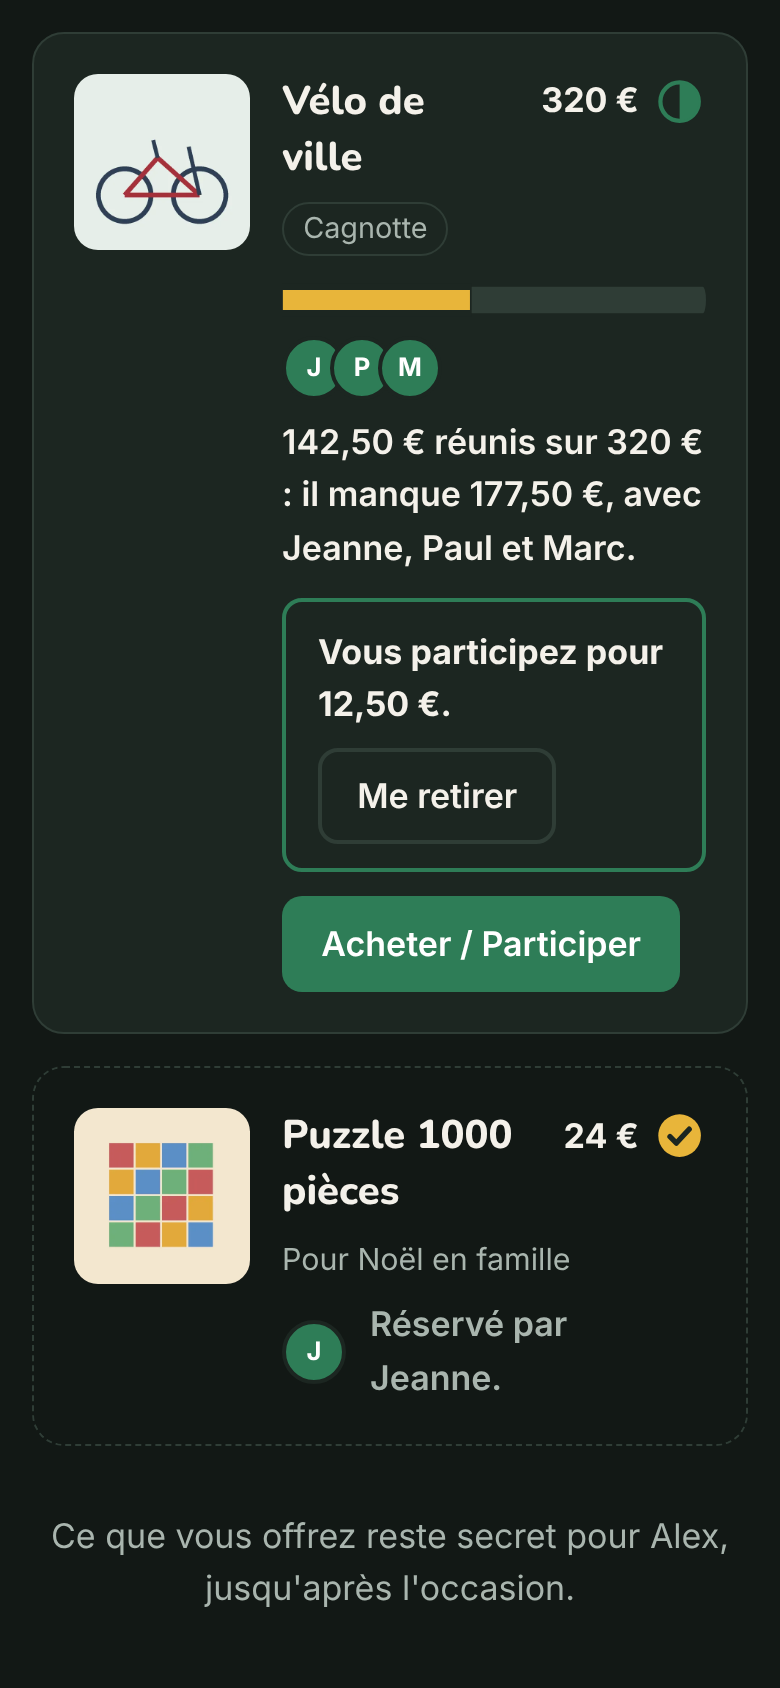 Vélo de
ville
320 €
Cagnotte
J P M
142,50 € réunis sur 320 €
: il manque 177,50 €, avec
Jeanne, Paul et Marc.
Vous participez pour
12,50 €.
Me retirer
Acheter / Participer
Puzzle 1000
pièces
24 €
Pour Noël en famille
J
Réservé par
Jeanne.
Ce que vous offrez reste secret pour Alex,
jusqu'après l'occasion.